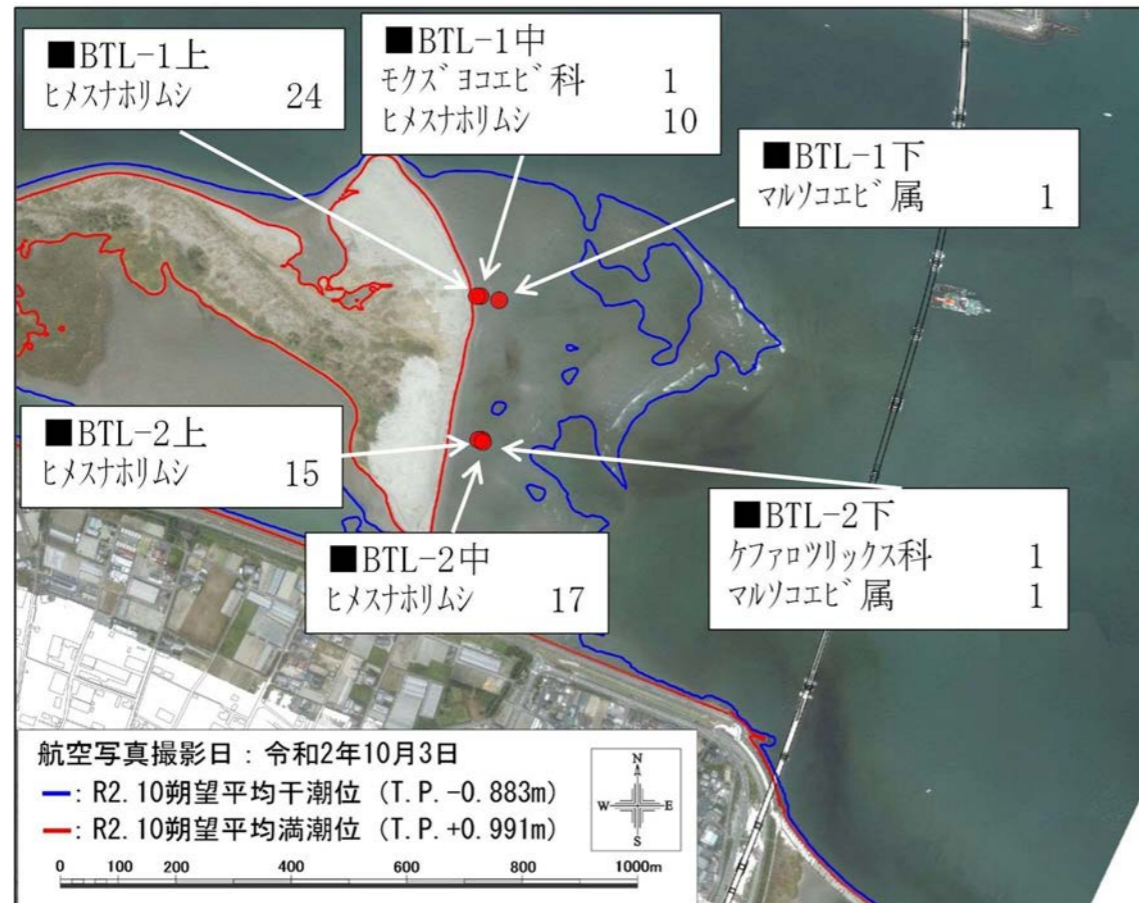 ■BTL-1上
ヒメスナホリムシ 24
■BTL-1中
モクズヨコエビ科 1
ヒメスナホリムシ 10
■BTL-1下
マルソコエビ属 1
■BTL-2上
ヒメスナホリムシ 15
■BTL-2中
ヒメスナホリムシ 17
■BTL-2下
ケファロツリックス科 1
マルソコエビ属 1
航空写真撮影日：令和2年10月3日
━: R2.10朔望平均干潮位 (T.P.-0.883m)
━: R2.10朔望平均満潮位 (T.P.+0.991m)
N
W E
S
0 200 400 600 800 1000m